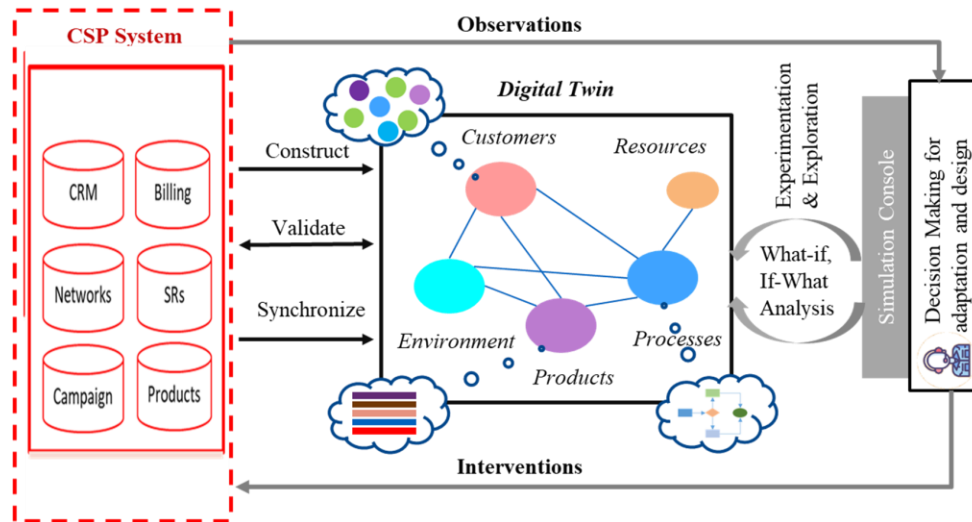 CSP System
CRM
Billing
Networks
SRs
Campaign
Products
Observations
Construct
Validate
Synchronize
Digital Twin
Customers
Resources
Environment
Products
Processes
Experimentation
& Exploration
What-if,
If-What
Analysis
Simulation Console
Decision Making for
adaptation and design
Interventions